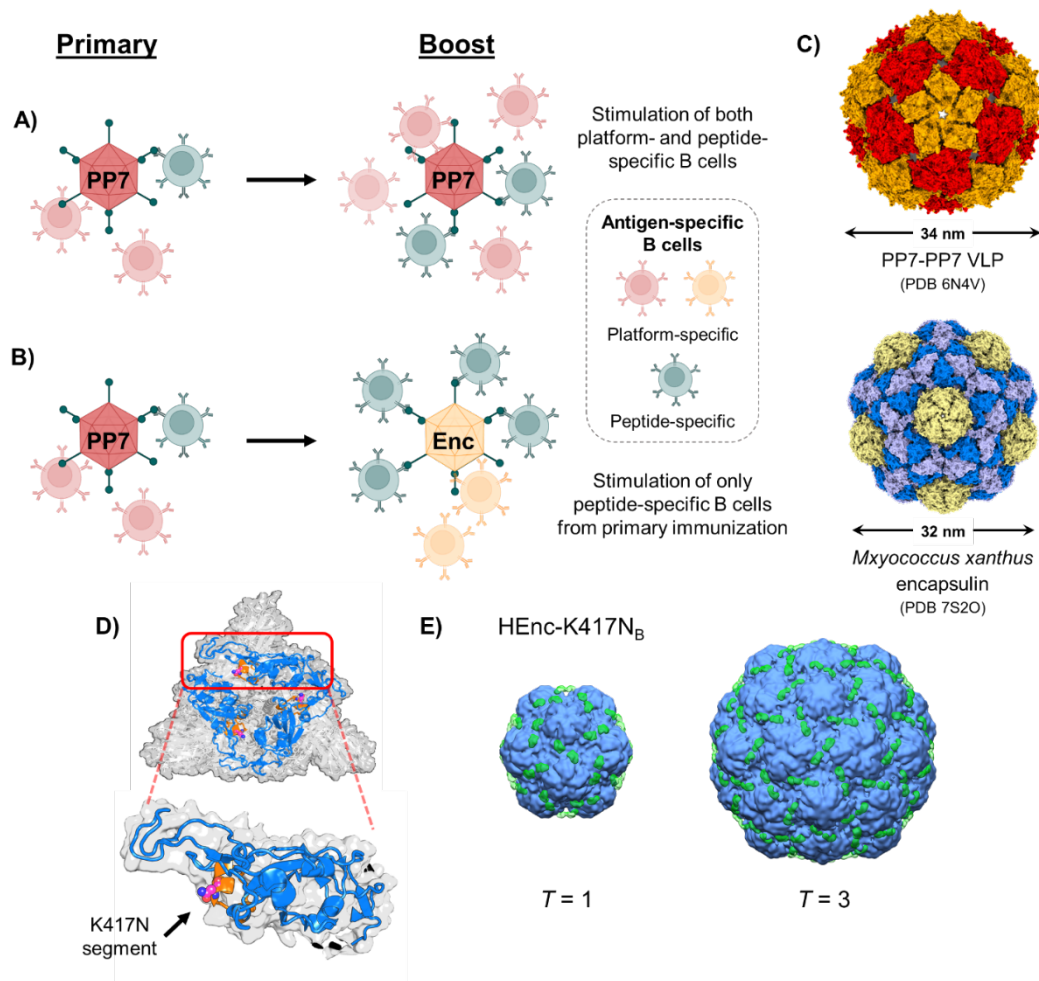 Primary
Boost
A)
PP7
PP7
Stimulation of both
platform- and peptide-
specific B cells
Antigen-specific
B cells
Platform-specific
Peptide-specific
B)
PP7
Enc
Stimulation of only
peptide-specific B cells
from primary immunization
C)
34 nm
PP7-PP7 VLP
(PDB 6N4V)
32 nm
Mxyococcus xanthus
encapsulin
(PDB 7S2O)
D)
K417N
segment
E)
HEnc-K417NB
T = 1
T = 3